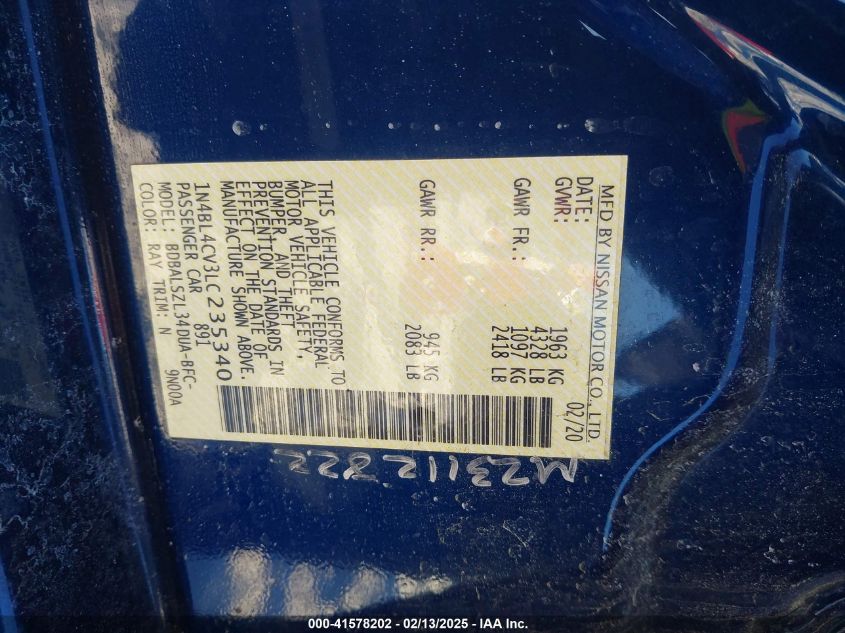 MFD BY NISSAN MOTOR CO., LTD.
DATE: 02/20
GVWR: 1963 KG
4328 LB
GAWR FR.: 1097 KG
2418 LB
GAWR RR.: 945 KG
2083 LB
THIS VEHICLE CONFORMS TO
ALL APPLICABLE FEDERAL
MOTOR VEHICLE SAFETY,
BUMPER, AND THEFT
PREVENTION STANDARDS IN
EFFECT ON THE DATE OF
MANUFACTURE SHOWN ABOVE.
1N4BL4CV3LC235340
PASSENGER CAR 891
MODEL: BDBALSZL34DUA-BFC-
COLOR: RAY TRIM: N 9N00A
M23112822
000-41578202 - 02/13/2025 - IAA Inc.